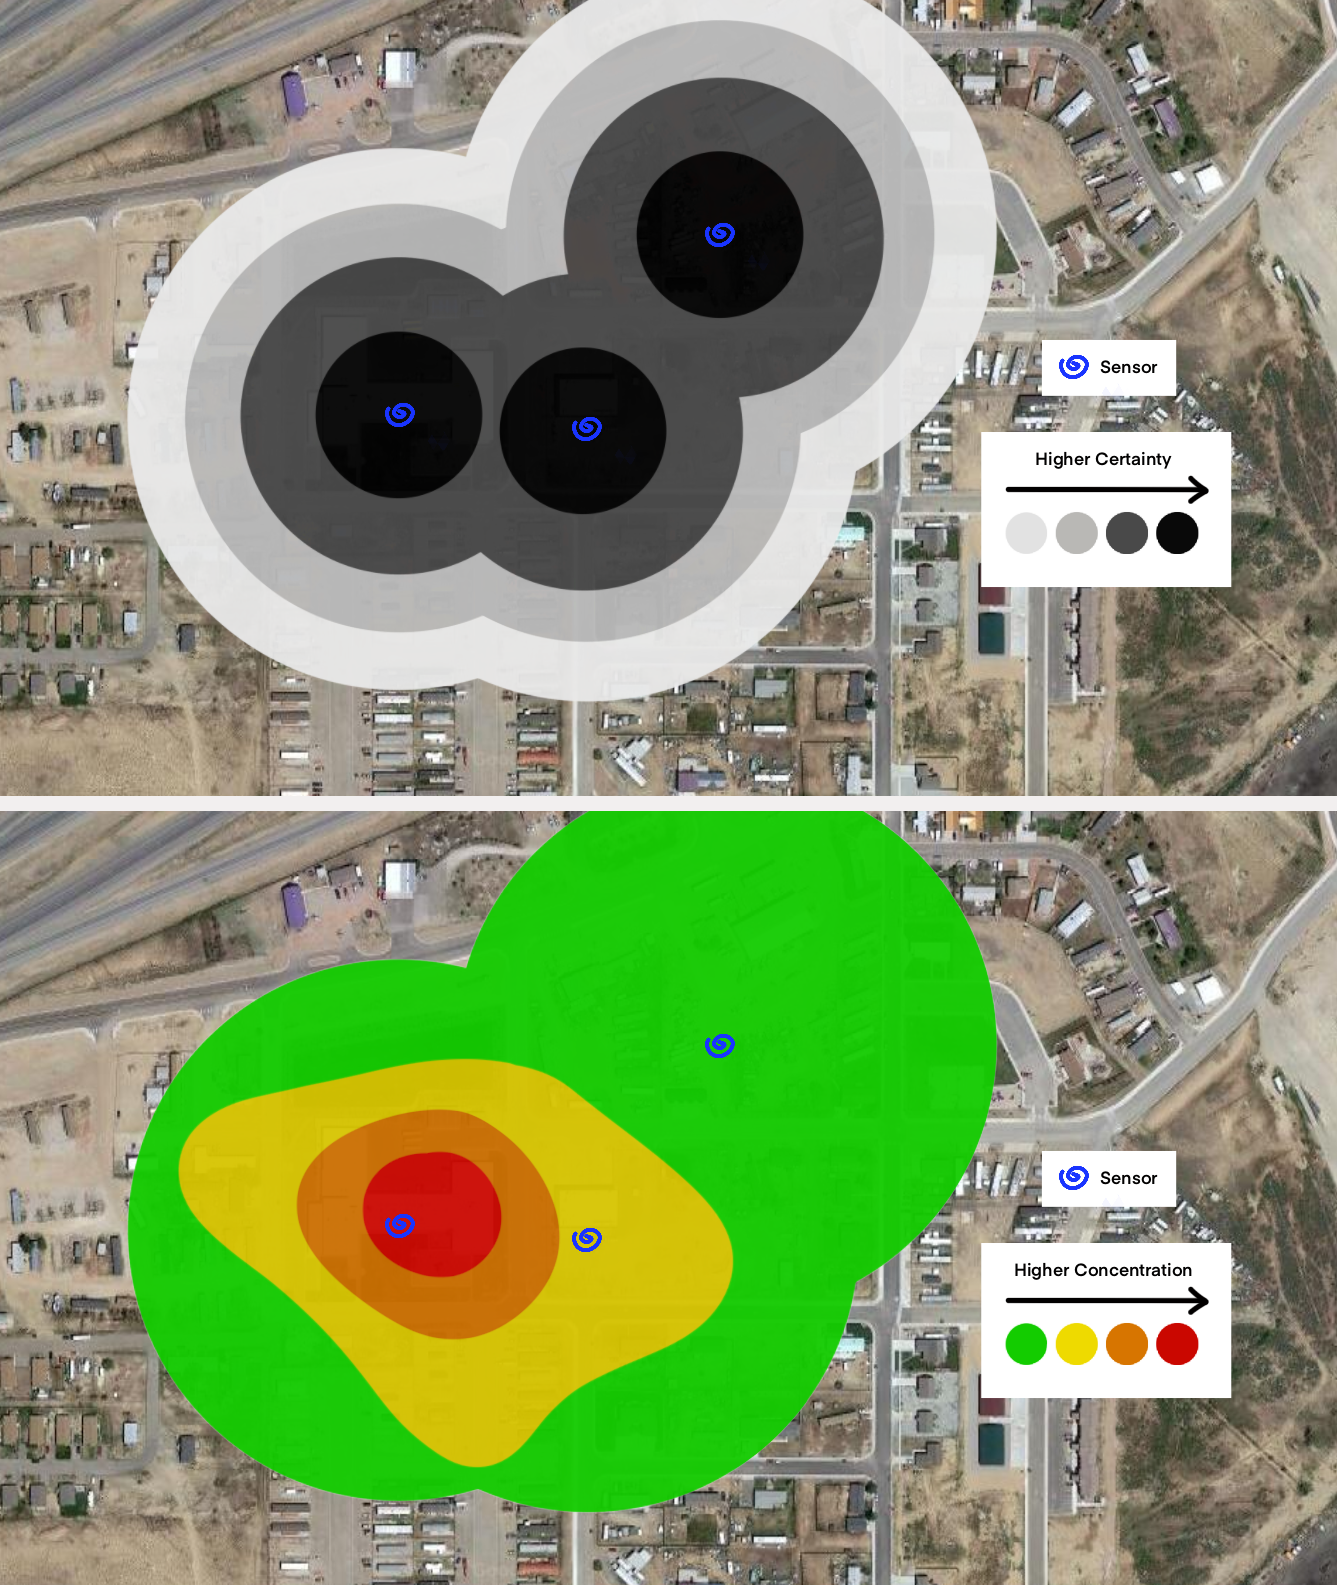 Sensor
Higher Certainty
Sensor
Higher Concentration